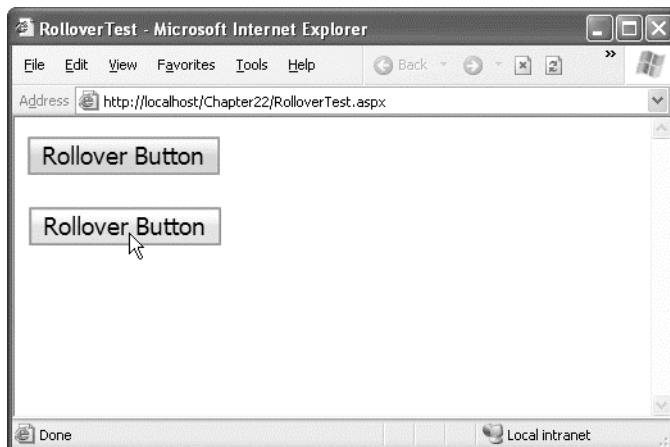 RolloverTest - Microsoft Internet Explorer
File Edit View Favorites Tools Help Back »
Address http://localhost/Chapter22/RolloverTest.aspx
Rollover Button
Rollover Button
Done Local intranet